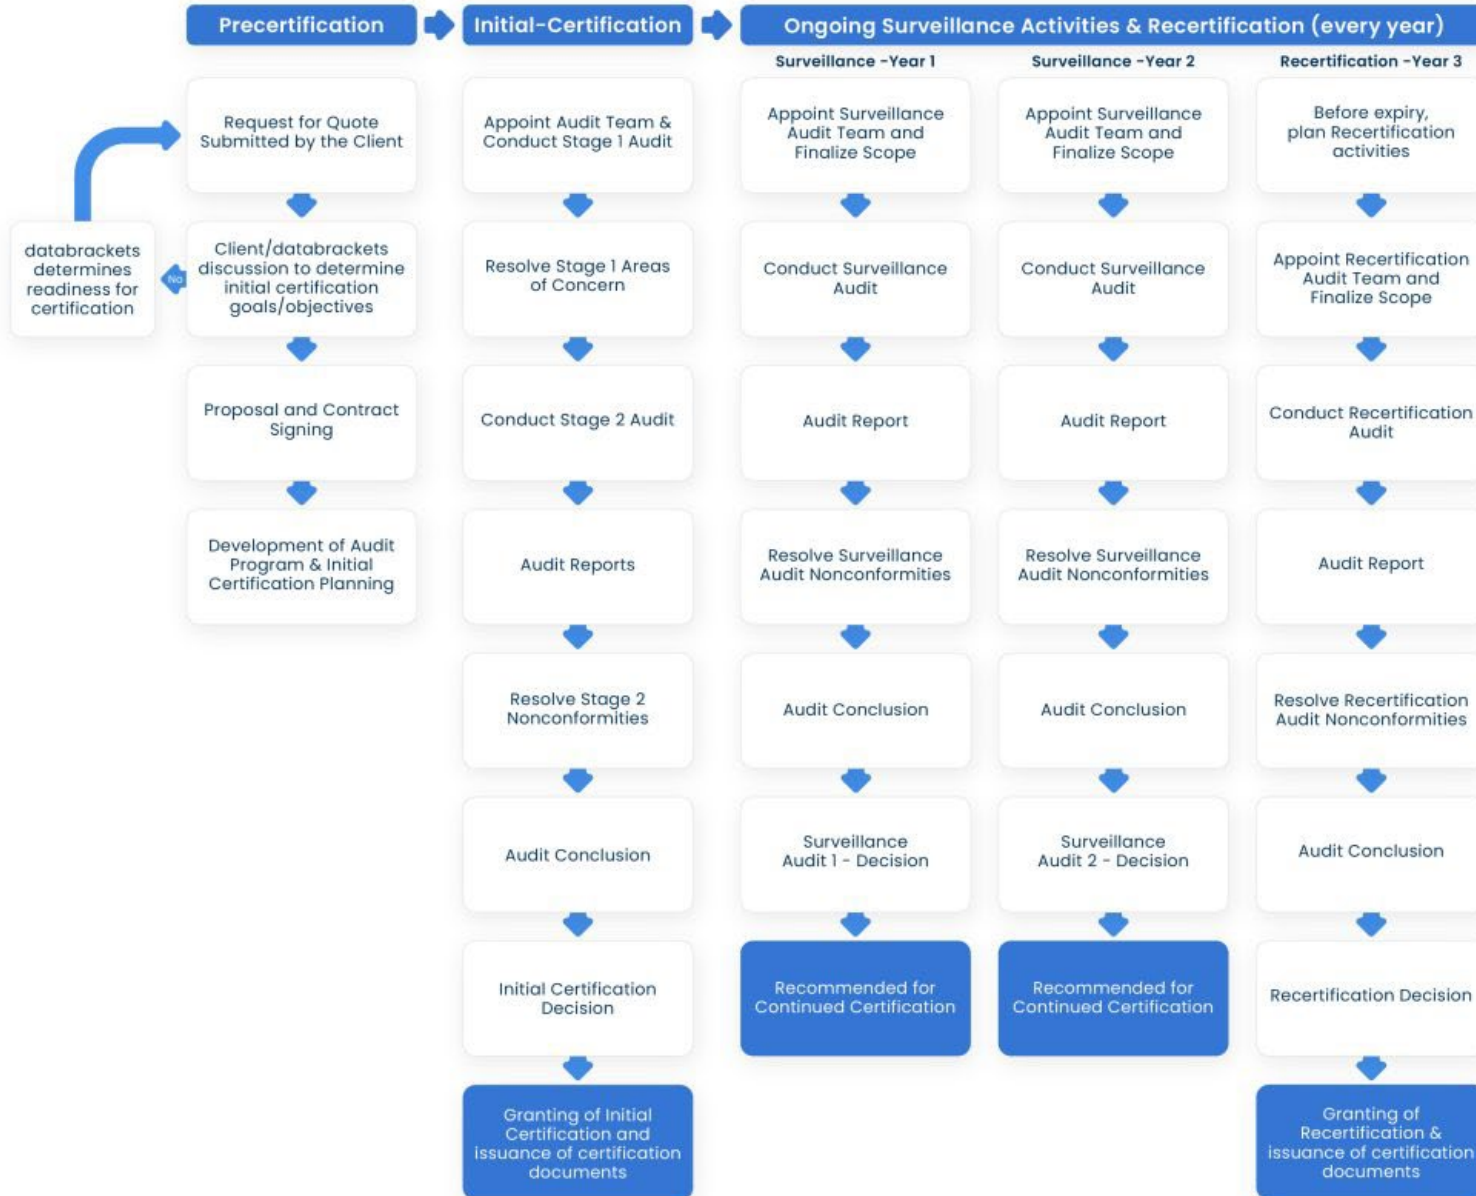 Precertification
Initial-Certification
Ongoing Surveillance Activities & Recertification (every year)
Surveillance -Year 1
Surveillance -Year 2
Recertification -Year 3
Request for Quote
Submitted by the Client
databrackets
determines
readiness for
certification
No
Client/databrackets
discussion to determine
initial certification
goals/objectives
Proposal and Contract
Signing
Development of Audit
Program & Initial
Certification Planning
Appoint Audit Team &
Conduct Stage 1 Audit
Resolve Stage 1 Areas
of Concern
Conduct Stage 2 Audit
Audit Reports
Resolve Stage 2
Nonconformities
Audit Conclusion
Initial Certification
Decision
Granting of Initial
Certification and
issuance of certification
documents
Appoint Surveillance
Audit Team and
Finalize Scope
Conduct Surveillance
Audit
Audit Report
Resolve Surveillance
Audit Nonconformities
Audit Conclusion
Surveillance
Audit 1 - Decision
Recommended for
Continued Certification
Appoint Surveillance
Audit Team and
Finalize Scope
Conduct Surveillance
Audit
Audit Report
Resolve Surveillance
Audit Nonconformities
Audit Conclusion
Surveillance
Audit 2 - Decision
Recommended for
Continued Certification
Before expiry,
plan Recertification
activities
Appoint Recertification
Audit Team and
Finalize Scope
Conduct Recertification
Audit
Audit Report
Resolve Recertification
Audit Nonconformities
Audit Conclusion
Recertification Decision
Granting of
Recertification &
issuance of certification
documents